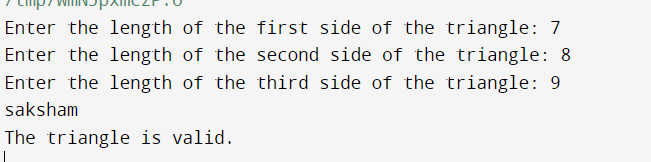 Enter the length of the first side of the triangle: 7
Enter the length of the second side of the triangle: 8
Enter the length of the third side of the triangle: 9
saksham
The triangle is valid.